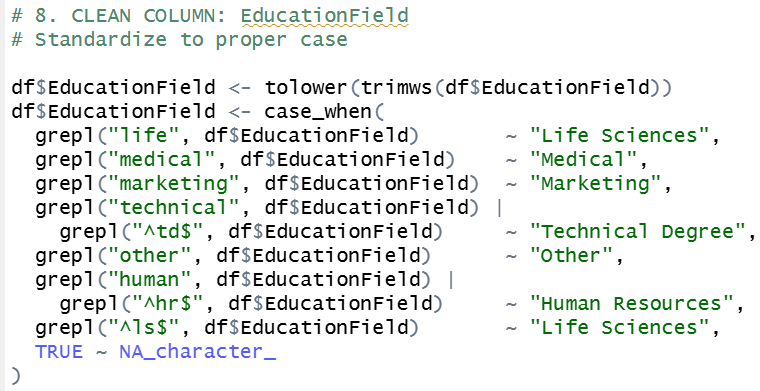 # 8. CLEAN COLUMN: EducationField
# Standardize to proper case

df$EducationField <- tolower(trimws(df$EducationField))
df$EducationField <- case_when(
  grepl("life", df$EducationField)       ~ "Life Sciences",
  grepl("medical", df$EducationField)    ~ "Medical",
  grepl("marketing", df$EducationField)  ~ "Marketing",
  grepl("technical", df$EducationField) |
    grepl("^td$", df$EducationField)     ~ "Technical Degree",
  grepl("other", df$EducationField)      ~ "Other",
  grepl("human", df$EducationField) |
    grepl("^hr$", df$EducationField)     ~ "Human Resources",
  grepl("^ls$", df$EducationField)       ~ "Life Sciences",
  TRUE ~ NA_character_
)